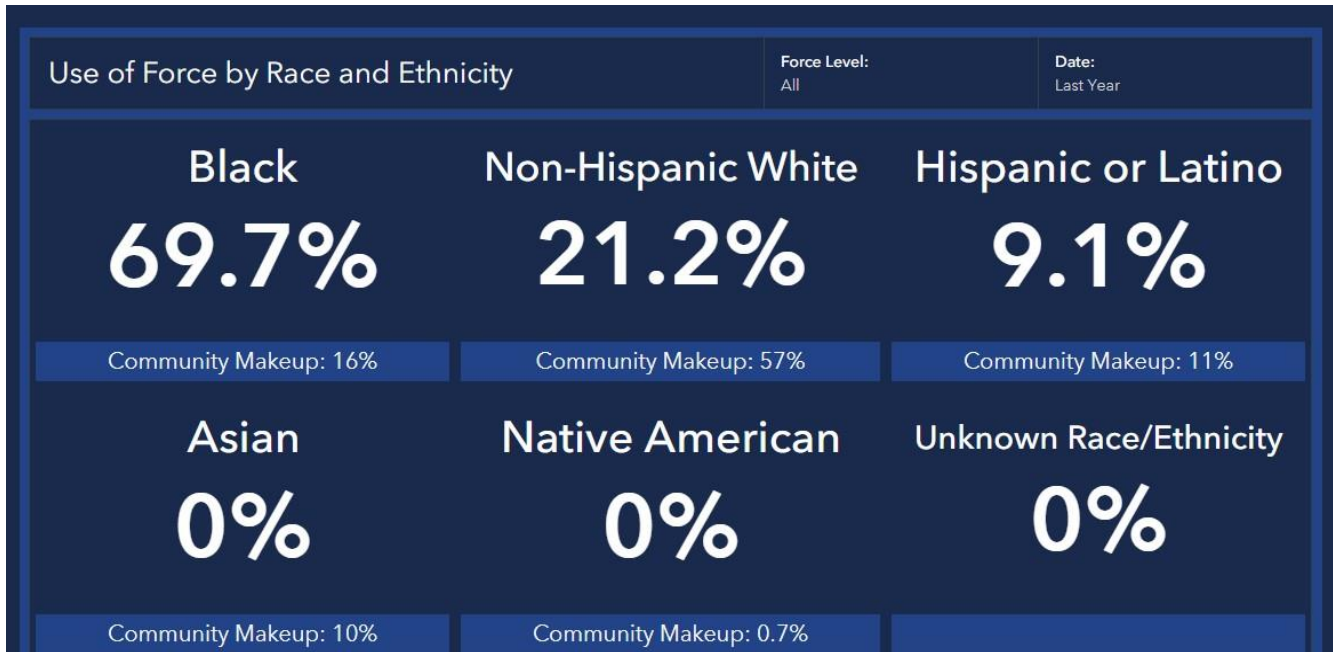 Use of Force by Race and Ethnicity
Force Level:
All
Date:
Last Year
Black
69.7%
Community Makeup: 16%
Non-Hispanic White
21.2%
Community Makeup: 57%
Hispanic or Latino
9.1%
Community Makeup: 11%
Asian
0%
Community Makeup: 10%
Native American
0%
Community Makeup: 0.7%
Unknown Race/Ethnicity
0%